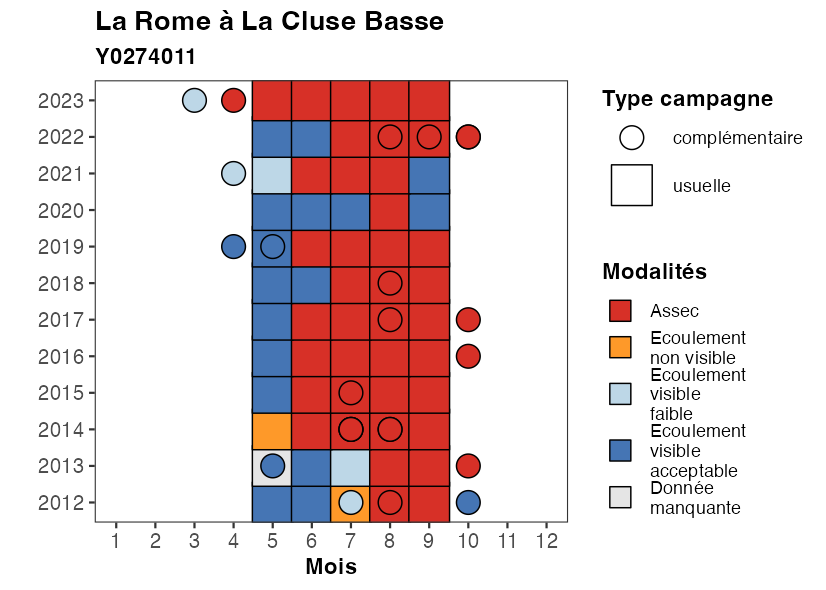 La Rome à La Cluse Basse
Y0274011
2023
2022
2021
2020
2019
2018
2017
2016
2015
2014
2013
2012
1 2 3 4 5 6 7 8 9 10 11 12
Mois
Type campagne
complémentaire
usuelle
Modalités
Assec
Ecoulement
non visible
Ecoulement
visible
faible
Ecoulement
visible
acceptable
Donnée
manquante